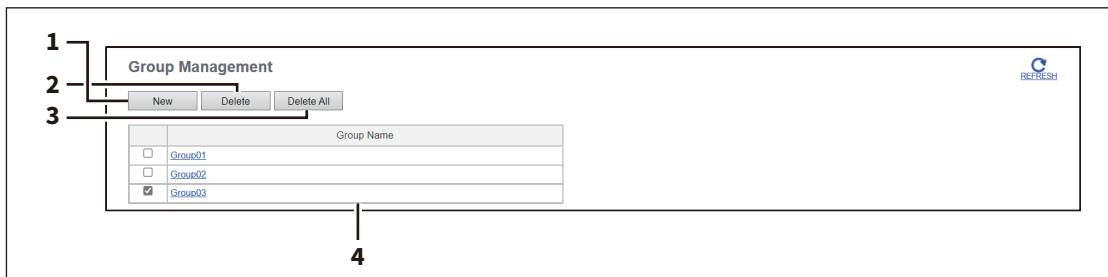 1
Group Management
REFRESH
2
New Delete Delete All
3
Group Name
Group01
Group02
Group03
4